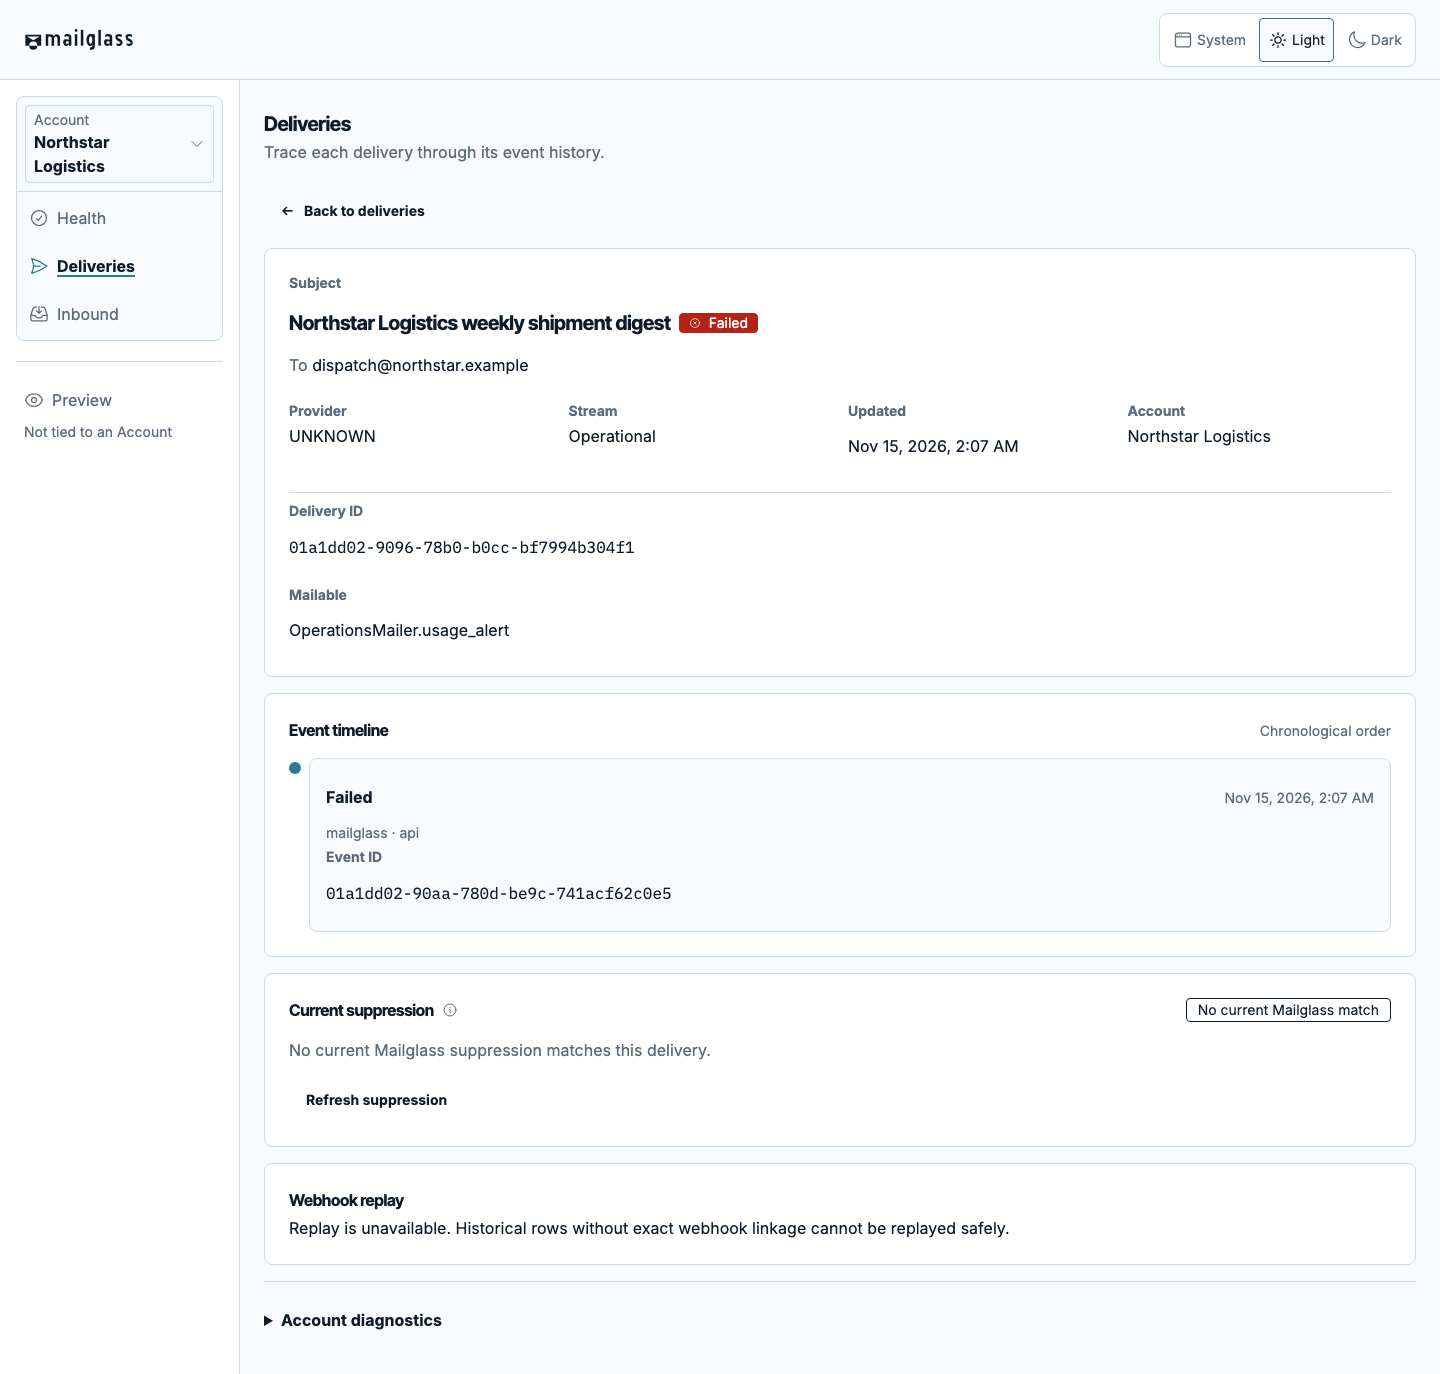 mailglass
System
Light
Dark
Account
Northstar
Logistics
Health
Deliveries
Inbound
Preview
Not tied to an Account
Deliveries
Trace each delivery through its event history.
Back to deliveries
Subject
Northstar Logistics weekly shipment digest
Failed
To dispatch@northstar.example
Provider
UNKNOWN
Stream
Operational
Updated
Nov 15, 2026, 2:07 AM
Account
Northstar Logistics
Delivery ID
01a1dd02-9096-78b0-b0cc-bf7994b304f1
Mailable
OperationsMailer.usage_alert
Event timeline
Chronological order
Failed
Nov 15, 2026, 2:07 AM
mailglass · api
Event ID
01a1dd02-90aa-780d-be9c-741acf62c0e5
Current suppression
No current Mailglass match
No current Mailglass suppression matches this delivery.
Refresh suppression
Webhook replay
Replay is unavailable. Historical rows without exact webhook linkage cannot be replayed safely.
Account diagnostics